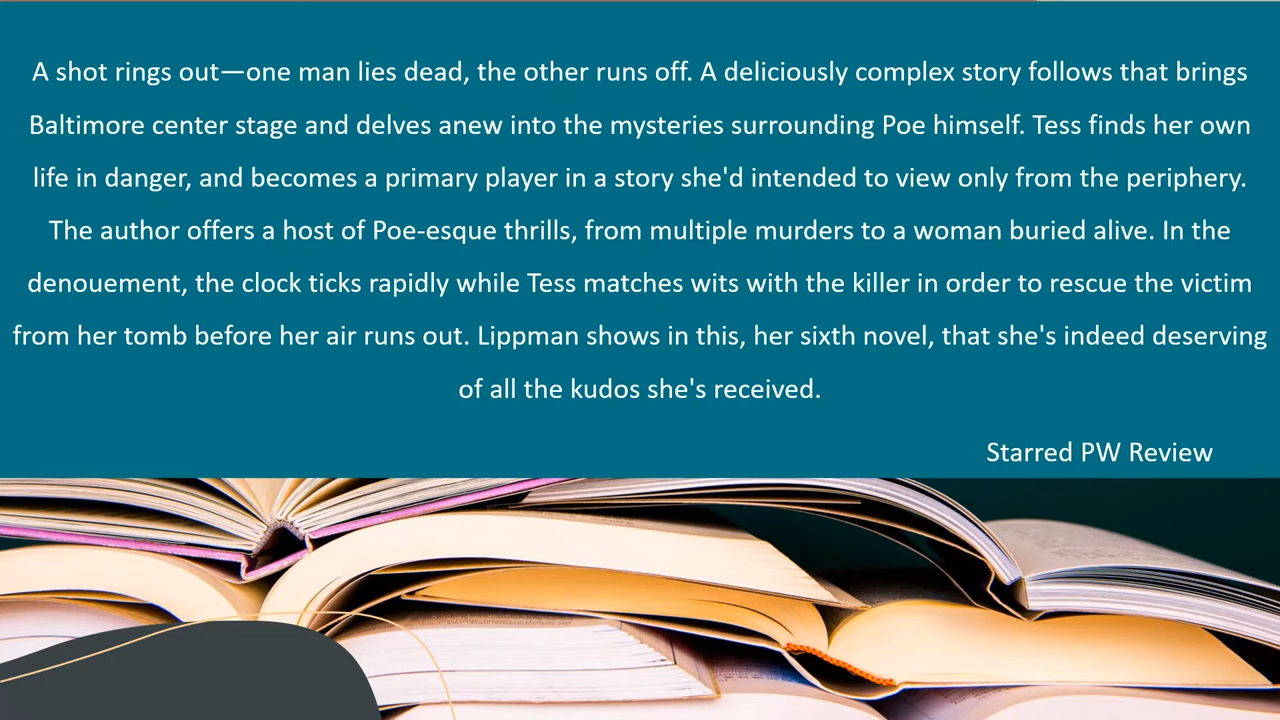 A shot rings out—one man lies dead, the other runs off. A deliciously complex story follows that brings
Baltimore center stage and delves anew into the mysteries surrounding Poe himself. Tess finds her own
life in danger, and becomes a primary player in a story she'd intended to view only from the periphery.
The author offers a host of Poe-esque thrills, from multiple murders to a woman buried alive. In the
denouement, the clock ticks rapidly while Tess matches wits with the killer in order to rescue the victim
from her tomb before her air runs out. Lippman shows in this, her sixth novel, that she's indeed deserving
of all the kudos she's received.
Starred PW Review